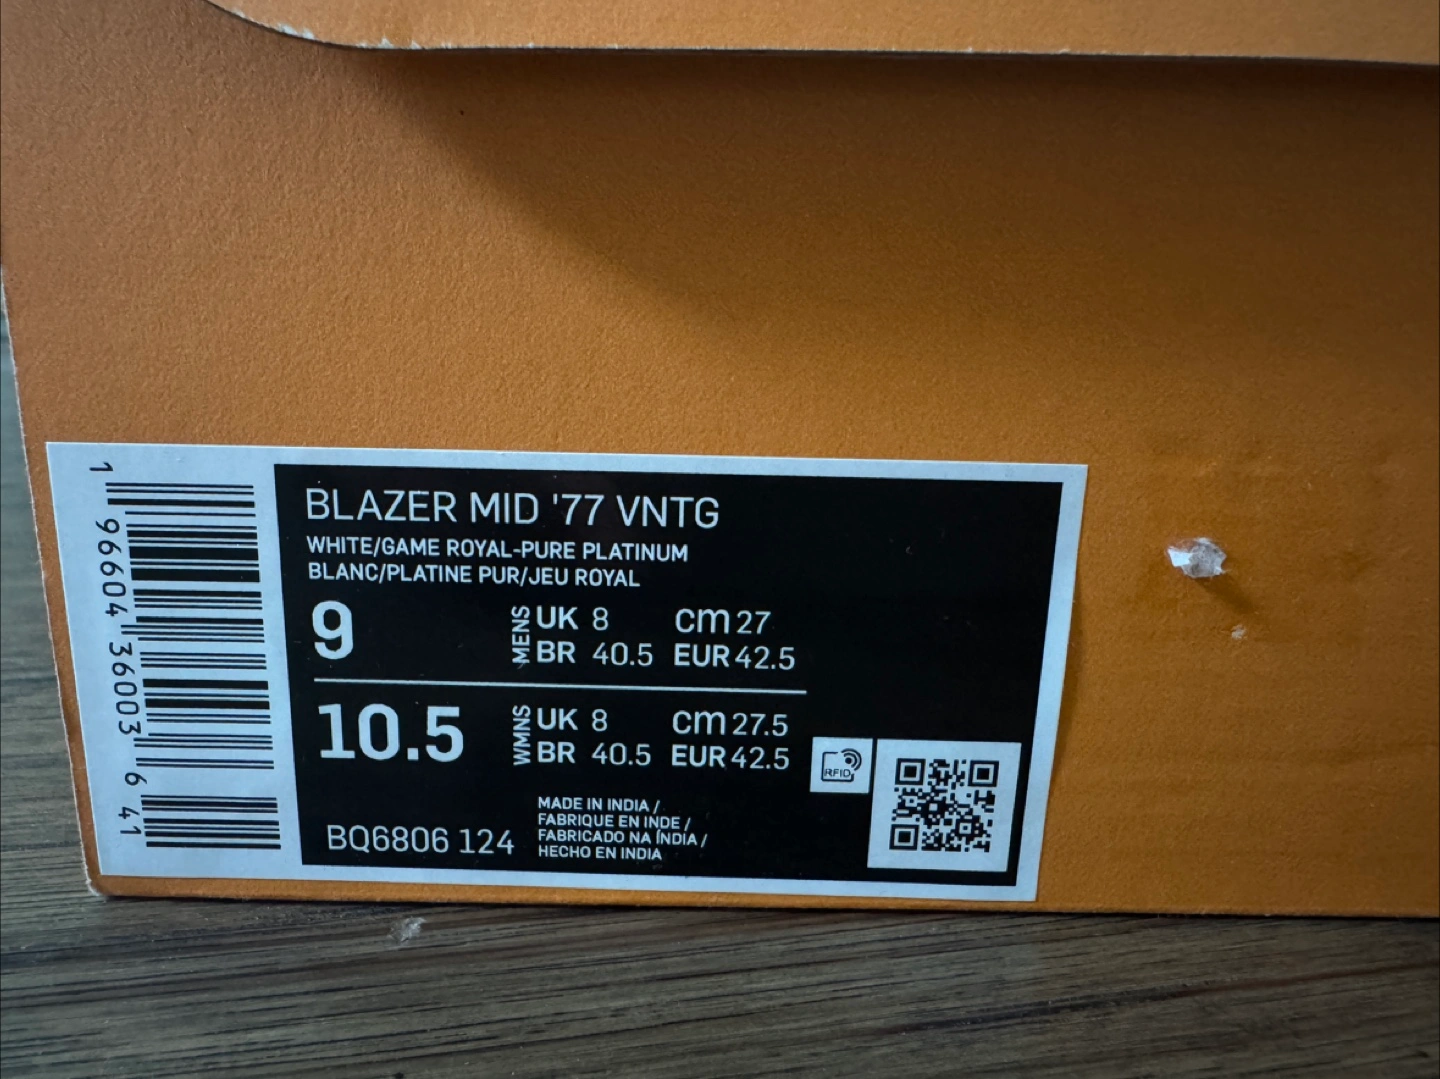 1 96604 36003 6 41
BLAZER MID '77 VNTG
WHITE/GAME ROYAL-PURE PLATINUM
BLANC/PLATINE PUR/JEU ROYAL
9 MENS UK 8 cm 27
BR 40.5 EUR 42.5
10.5 WMNS UK 8 cm 27.5
BR 40.5 EUR 42.5
RFID
MADE IN INDIA /
FABRIQUE EN INDE /
FABRICADO NA ÍNDIA /
HECHO EN INDIA
BQ6806 124